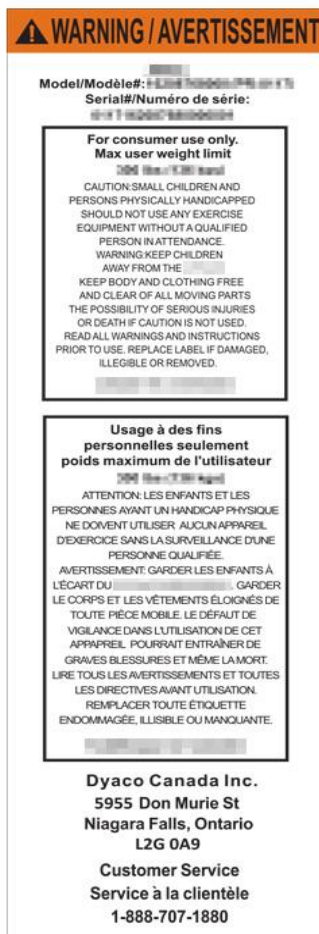 WARNING / AVERTISSEMENT
Model/Modèle#:
Serial#/Numéro de série:
For consumer use only.
Max user weight limit
CAUTION:SMALL CHILDREN AND
PERSONS PHYSICALLY HANDICAPPED
SHOULD NOT USE ANY EXERCISE
EQUIPMENT WITHOUT A QUALIFIED
PERSON IN ATTENDANCE.
WARNING:KEEP CHILDREN
AWAY FROM THE
KEEP BODY AND CLOTHING FREE
AND CLEAR OF ALL MOVING PARTS
THE POSSIBILITY OF SERIOUS INJURIES
OR DEATH IF CAUTION IS NOT USED.
READ ALL WARNINGS AND INSTRUCTIONS
PRIOR TO USE. REPLACE LABEL IF DAMAGED,
ILLEGIBLE OR REMOVED.
Usage à des fins
personnelles seulement
poids maximum de l'utilisateur
ATTENTION: LES ENFANTS ET LES
PERSONNES AYANT UN HANDICAP PHYSIQUE
NE DOIVENT UTILISER AUCUN APPAREIL
D'EXERCICE SANS LA SURVEILLANCE D'UNE
PERSONNE QUALIFIÉE.
AVERTISSEMENT: GARDER LES ENFANTS À
L'ÉCART DU . GARDER
LE CORPS ET LES VÊTEMENTS ÉLOIGNÉS DE
TOUTE PIÈCE MOBILE. LE DÉFAUT DE
VIGILANCE DANS L'UTILISATION DE CET
APPAPREIL POURRAIT ENTRAÎNER DE
GRAVES BLESSURES ET MÊME LA MORT.
LIRE TOUS LES AVERTISSEMENTS ET TOUTES
LES DIRECTIVES AVANT UTILISATION.
REMPLACER TOUTE ÉTIQUETTE
ENDOMMAGÉE, ILLISIBLE OU MANQUANTE.
Dyaco Canada Inc.
5955 Don Murie St
Niagara Falls, Ontario
L2G 0A9
Customer Service
Service à la clientèle
1-888-707-1880